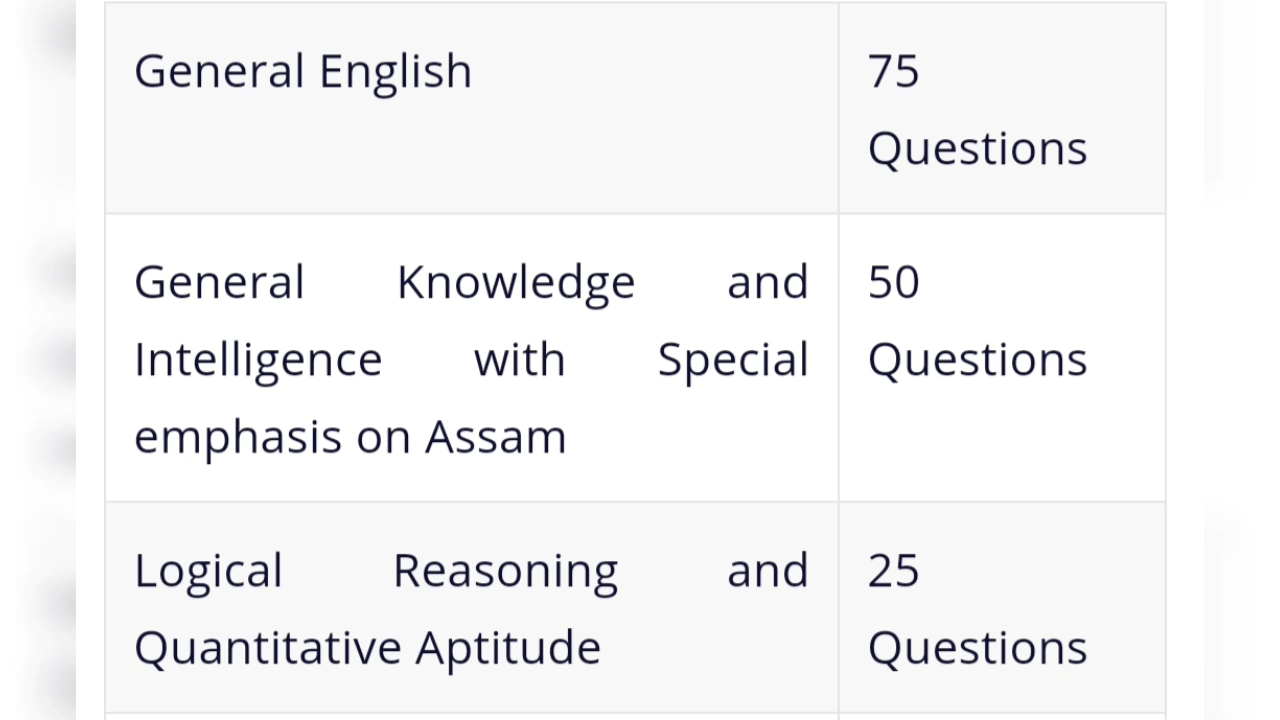 General English
75
Questions
General Knowledge and
Intelligence with Special
emphasis on Assam
50
Questions
Logical Reasoning and
Quantitative Aptitude
25
Questions